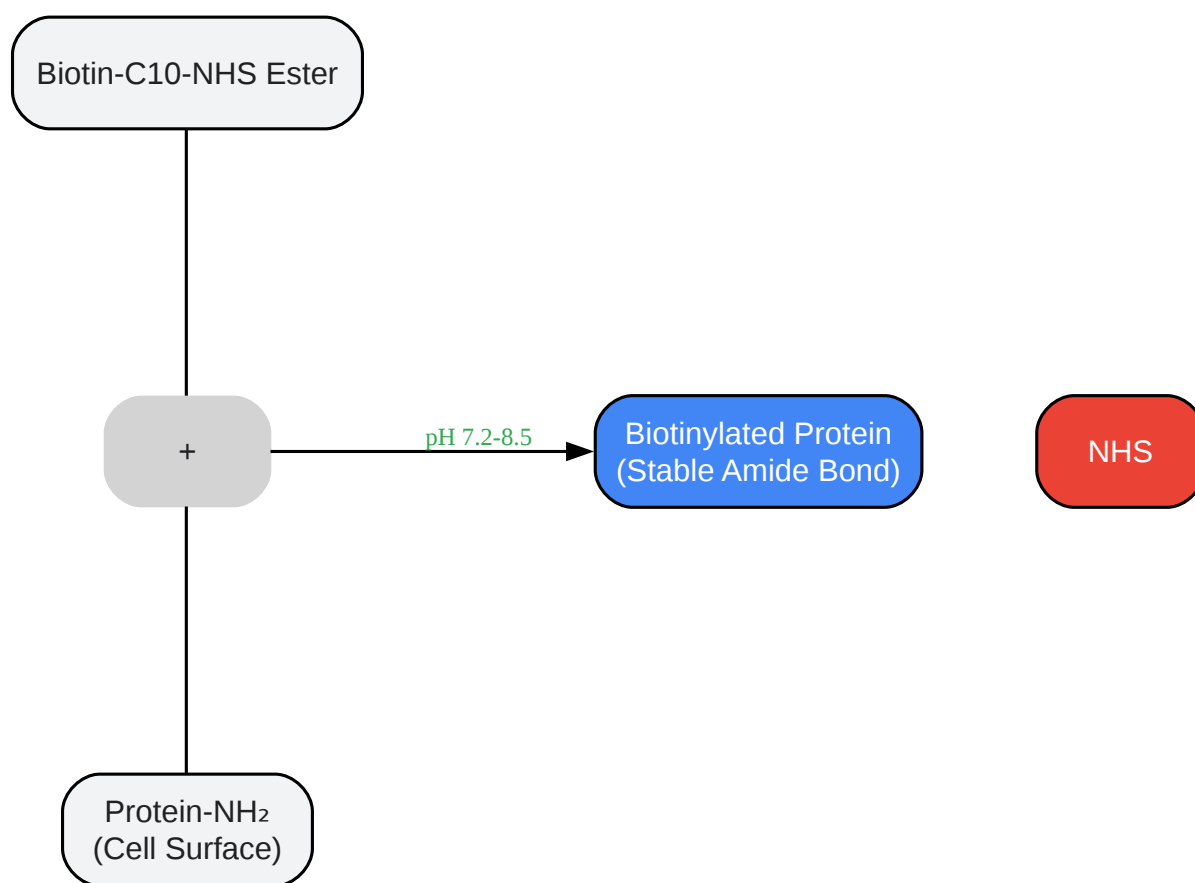 Biotin-C10-NHS Ester
+
pH 7.2-8.5
Biotinylated Protein
(Stable Amide Bond)
NHS
Protein-NH₂
(Cell Surface)